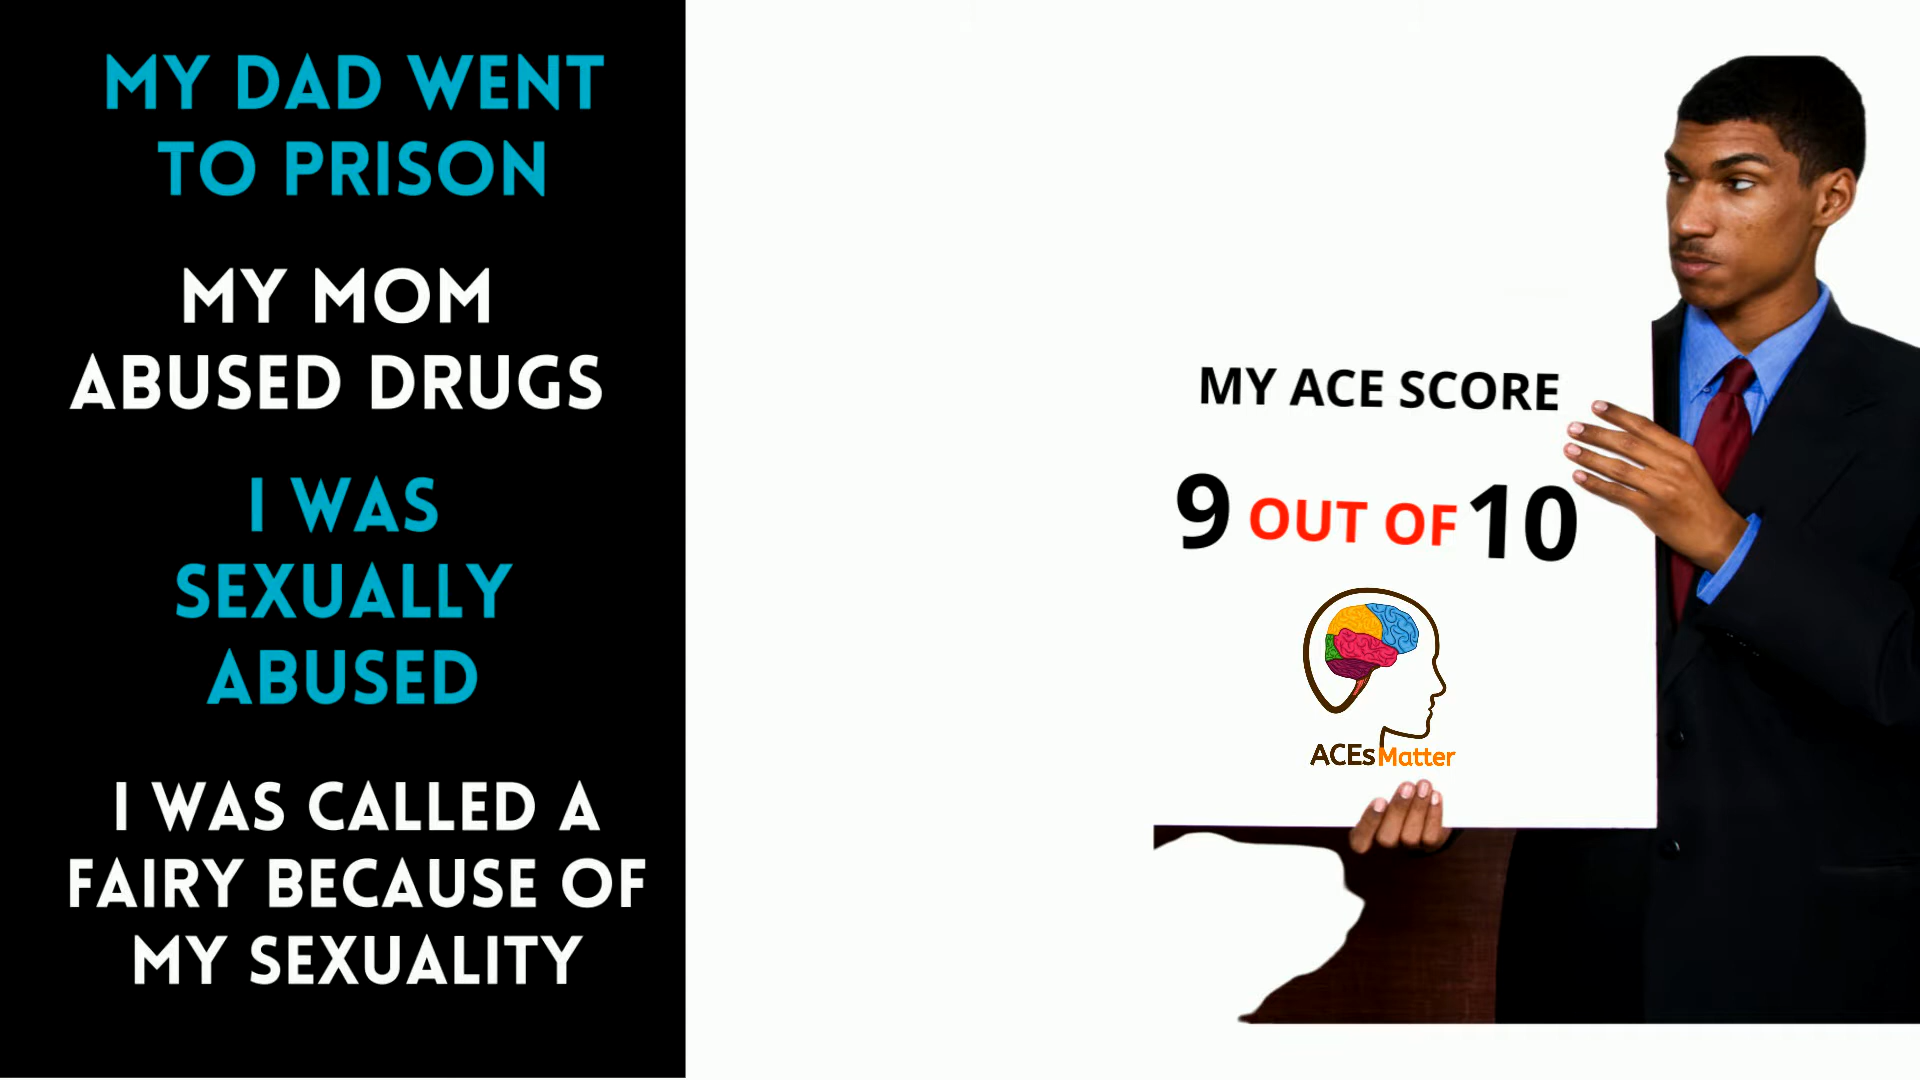 MY DAD WENT
TO PRISON
MY MOM
ABUSED DRUGS
I WAS
SEXUALLY
ABUSED
I WAS CALLED A
FAIRY BECAUSE OF
MY SEXUALITY
MY ACE SCORE
9 OUT OF 10
ACEsMatter